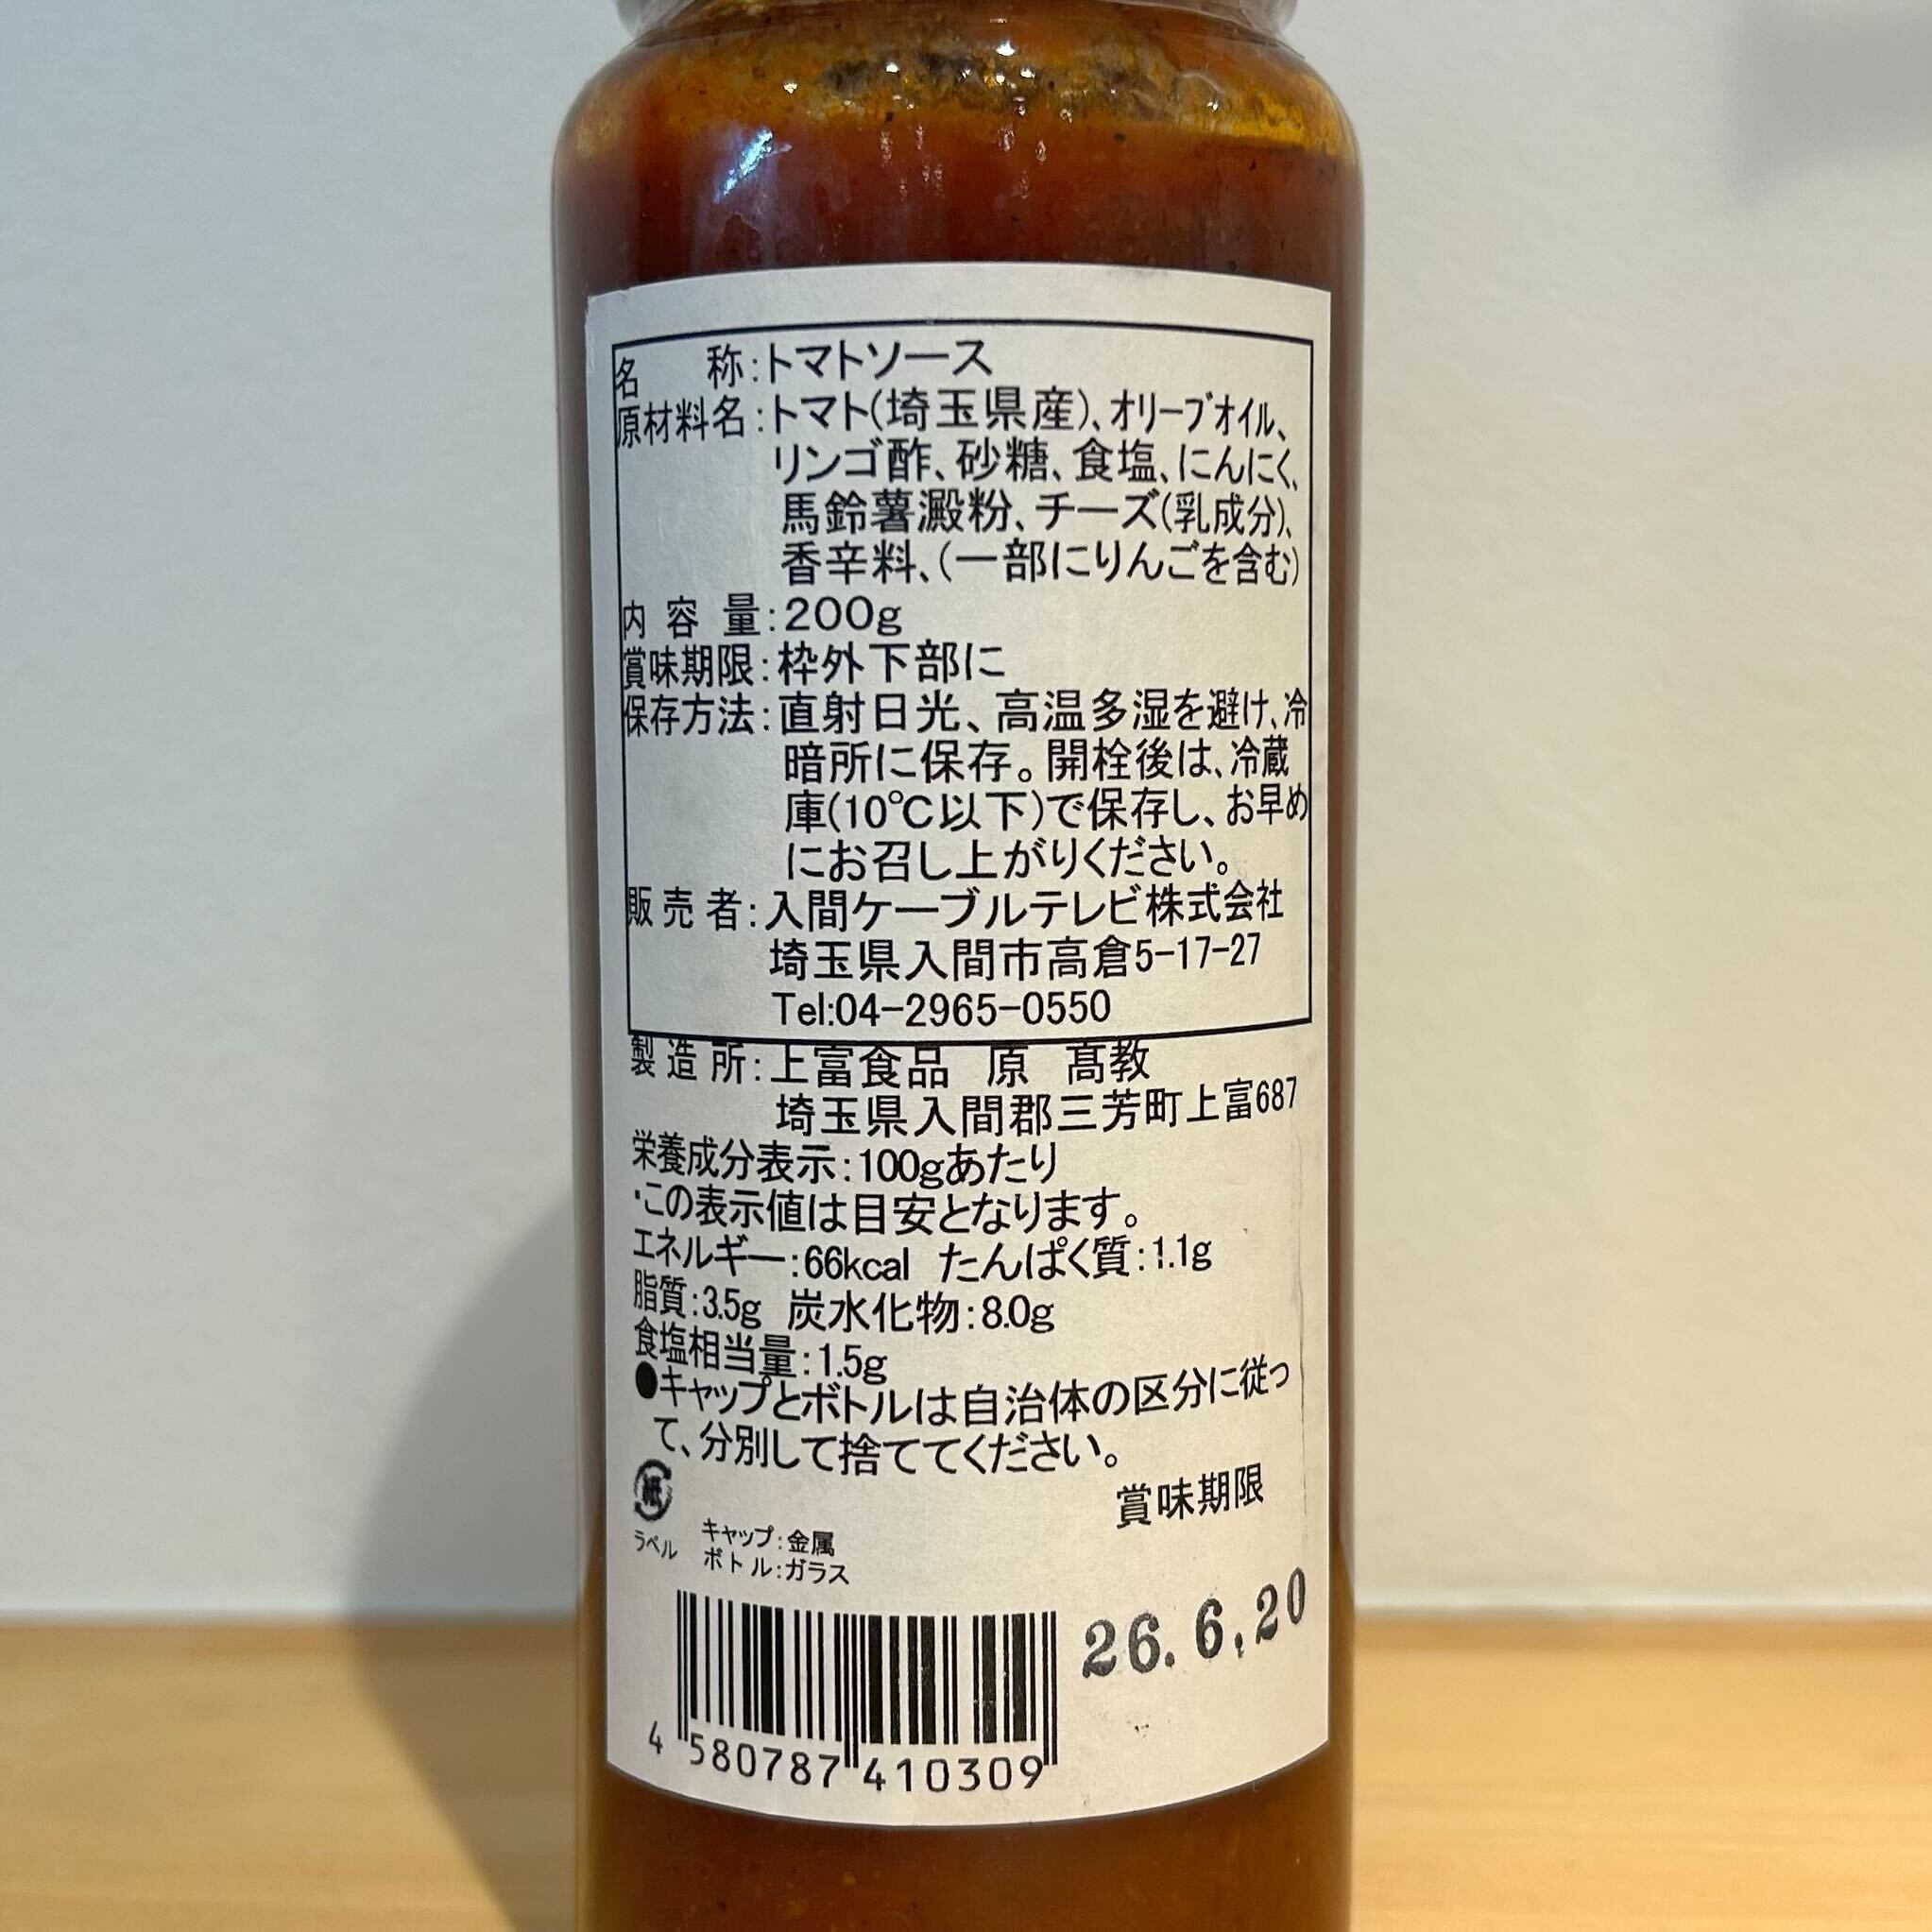 名　　称:トマトソース
原材料名:トマト(埼玉県産)、オリーブオイル、
リンゴ酢、砂糖、食塩、にんにく、
馬鈴薯澱粉、チーズ(乳成分)、
香辛料、(一部にりんごを含む)
内 容 量:200g
賞味期限:枠外下部に
保存方法:直射日光、高温多湿を避け、冷
暗所に保存。開栓後は、冷蔵
庫(10℃以下)で保存し、お早め
にお召し上がりください。
販 売 者:入間ケーブルテレビ株式会社
埼玉県入間市高倉5-17-27
Tel:04-2965-0550
製 造 所:上富食品　原　髙教
埼玉県入間郡三芳町上富687
栄養成分表示:100gあたり
・この表示値は目安となります。
エネルギー:66kcal たんぱく質:1.1g
脂質:3.5g 炭水化物:8.0g
食塩相当量:1.5g
●キャップとボトルは自治体の区分に従っ
て、分別して捨ててください。
紙
ラベル
キャップ:金属
ボトル:ガラス
賞味期限
26.6.20
4 580787 410309